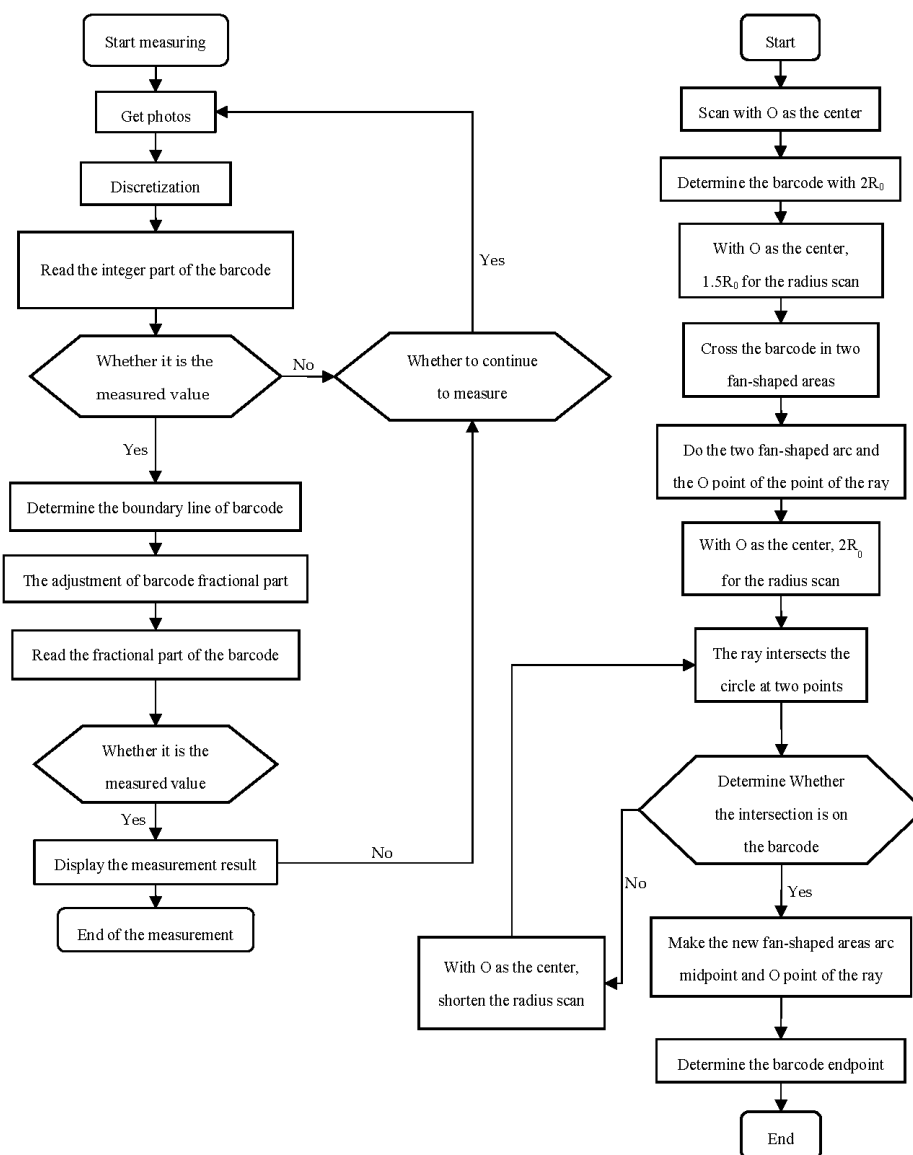 Start measuring
Get photos
Discretization
Read the integer part of the barcode
Whether it is the
measured value
No
Whether to continue
to measure
Yes
Yes
Determine the boundary line of barcode
The adjustment of barcode fractional part
Read the fractional part of the barcode
Whether it is the
measured value
Yes
Display the measurement result
No
End of the measurement
Start
Scan with O as the center
Determine the barcode with 2R₀
With O as the center,
1.5R₀ for the radius scan
Cross the barcode in two
fan-shaped areas
Do the two fan-shaped arc and
the O point of the point of the ray
With O as the center, 2R₀
for the radius scan
The ray intersects the
circle at two points
Determine Whether
the intersection is on
the barcode
No
Yes
With O as the center,
shorten the radius scan
Make the new fan-shaped areas arc
midpoint and O point of the ray
Determine the barcode endpoint
End